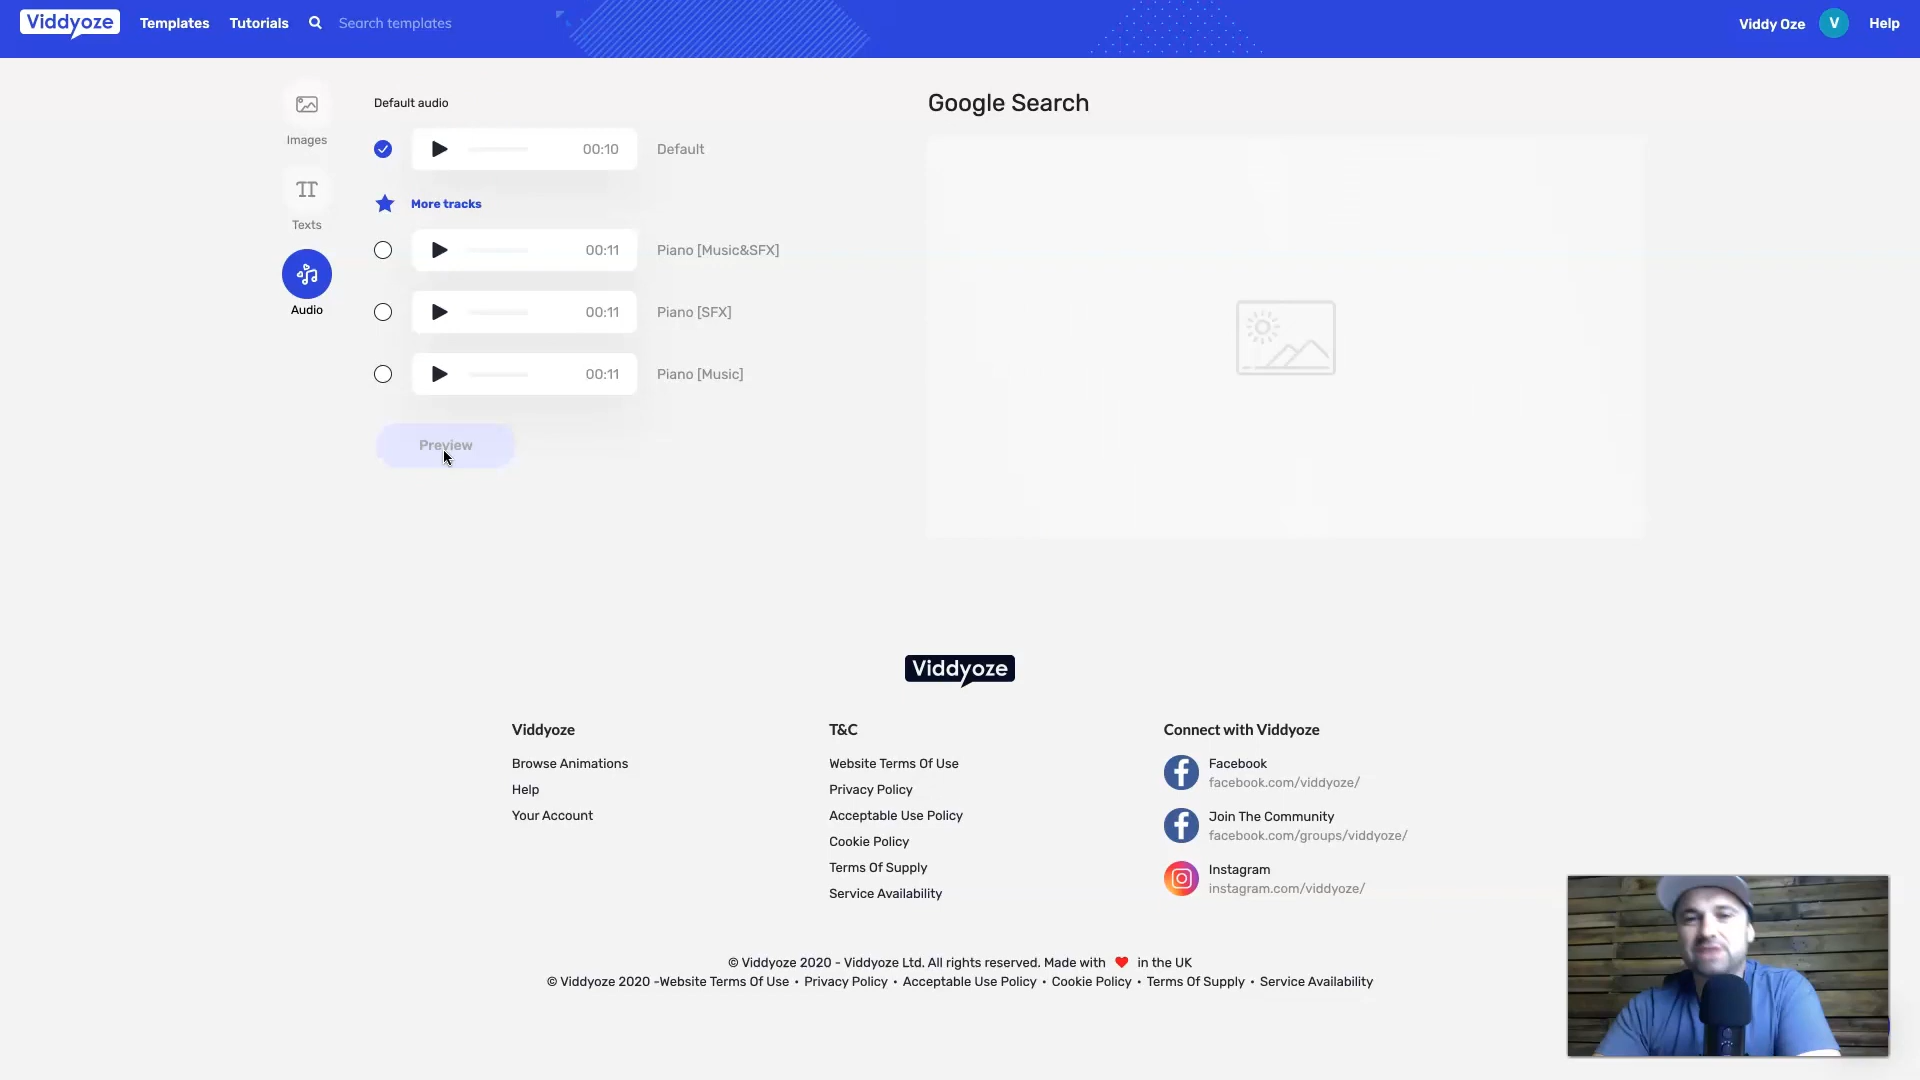 Viddyoze
Templates
Tutorials
Search templates
Viddy Oze
V
Help
Images
Texts
Audio
Default audio
00:10
Default
More tracks
00:11
Piano [Music&SFX]
00:11
Piano [SFX]
00:11
Piano [Music]
Preview
Google Search
Viddyoze
Viddyoze
Browse Animations
Help
Your Account
T&C
Website Terms Of Use
Privacy Policy
Acceptable Use Policy
Cookie Policy
Terms Of Supply
Service Availability
Connect with Viddyoze
Facebook
facebook.com/viddyoze/
Join The Community
facebook.com/groups/viddyoze/
Instagram
instagram.com/viddyoze/
© Viddyoze 2020 - Viddyoze Ltd. All rights reserved. Made with ❤ in the UK
© Viddyoze 2020 -Website Terms Of Use • Privacy Policy • Acceptable Use Policy • Cookie Policy • Terms Of Supply • Service Availability